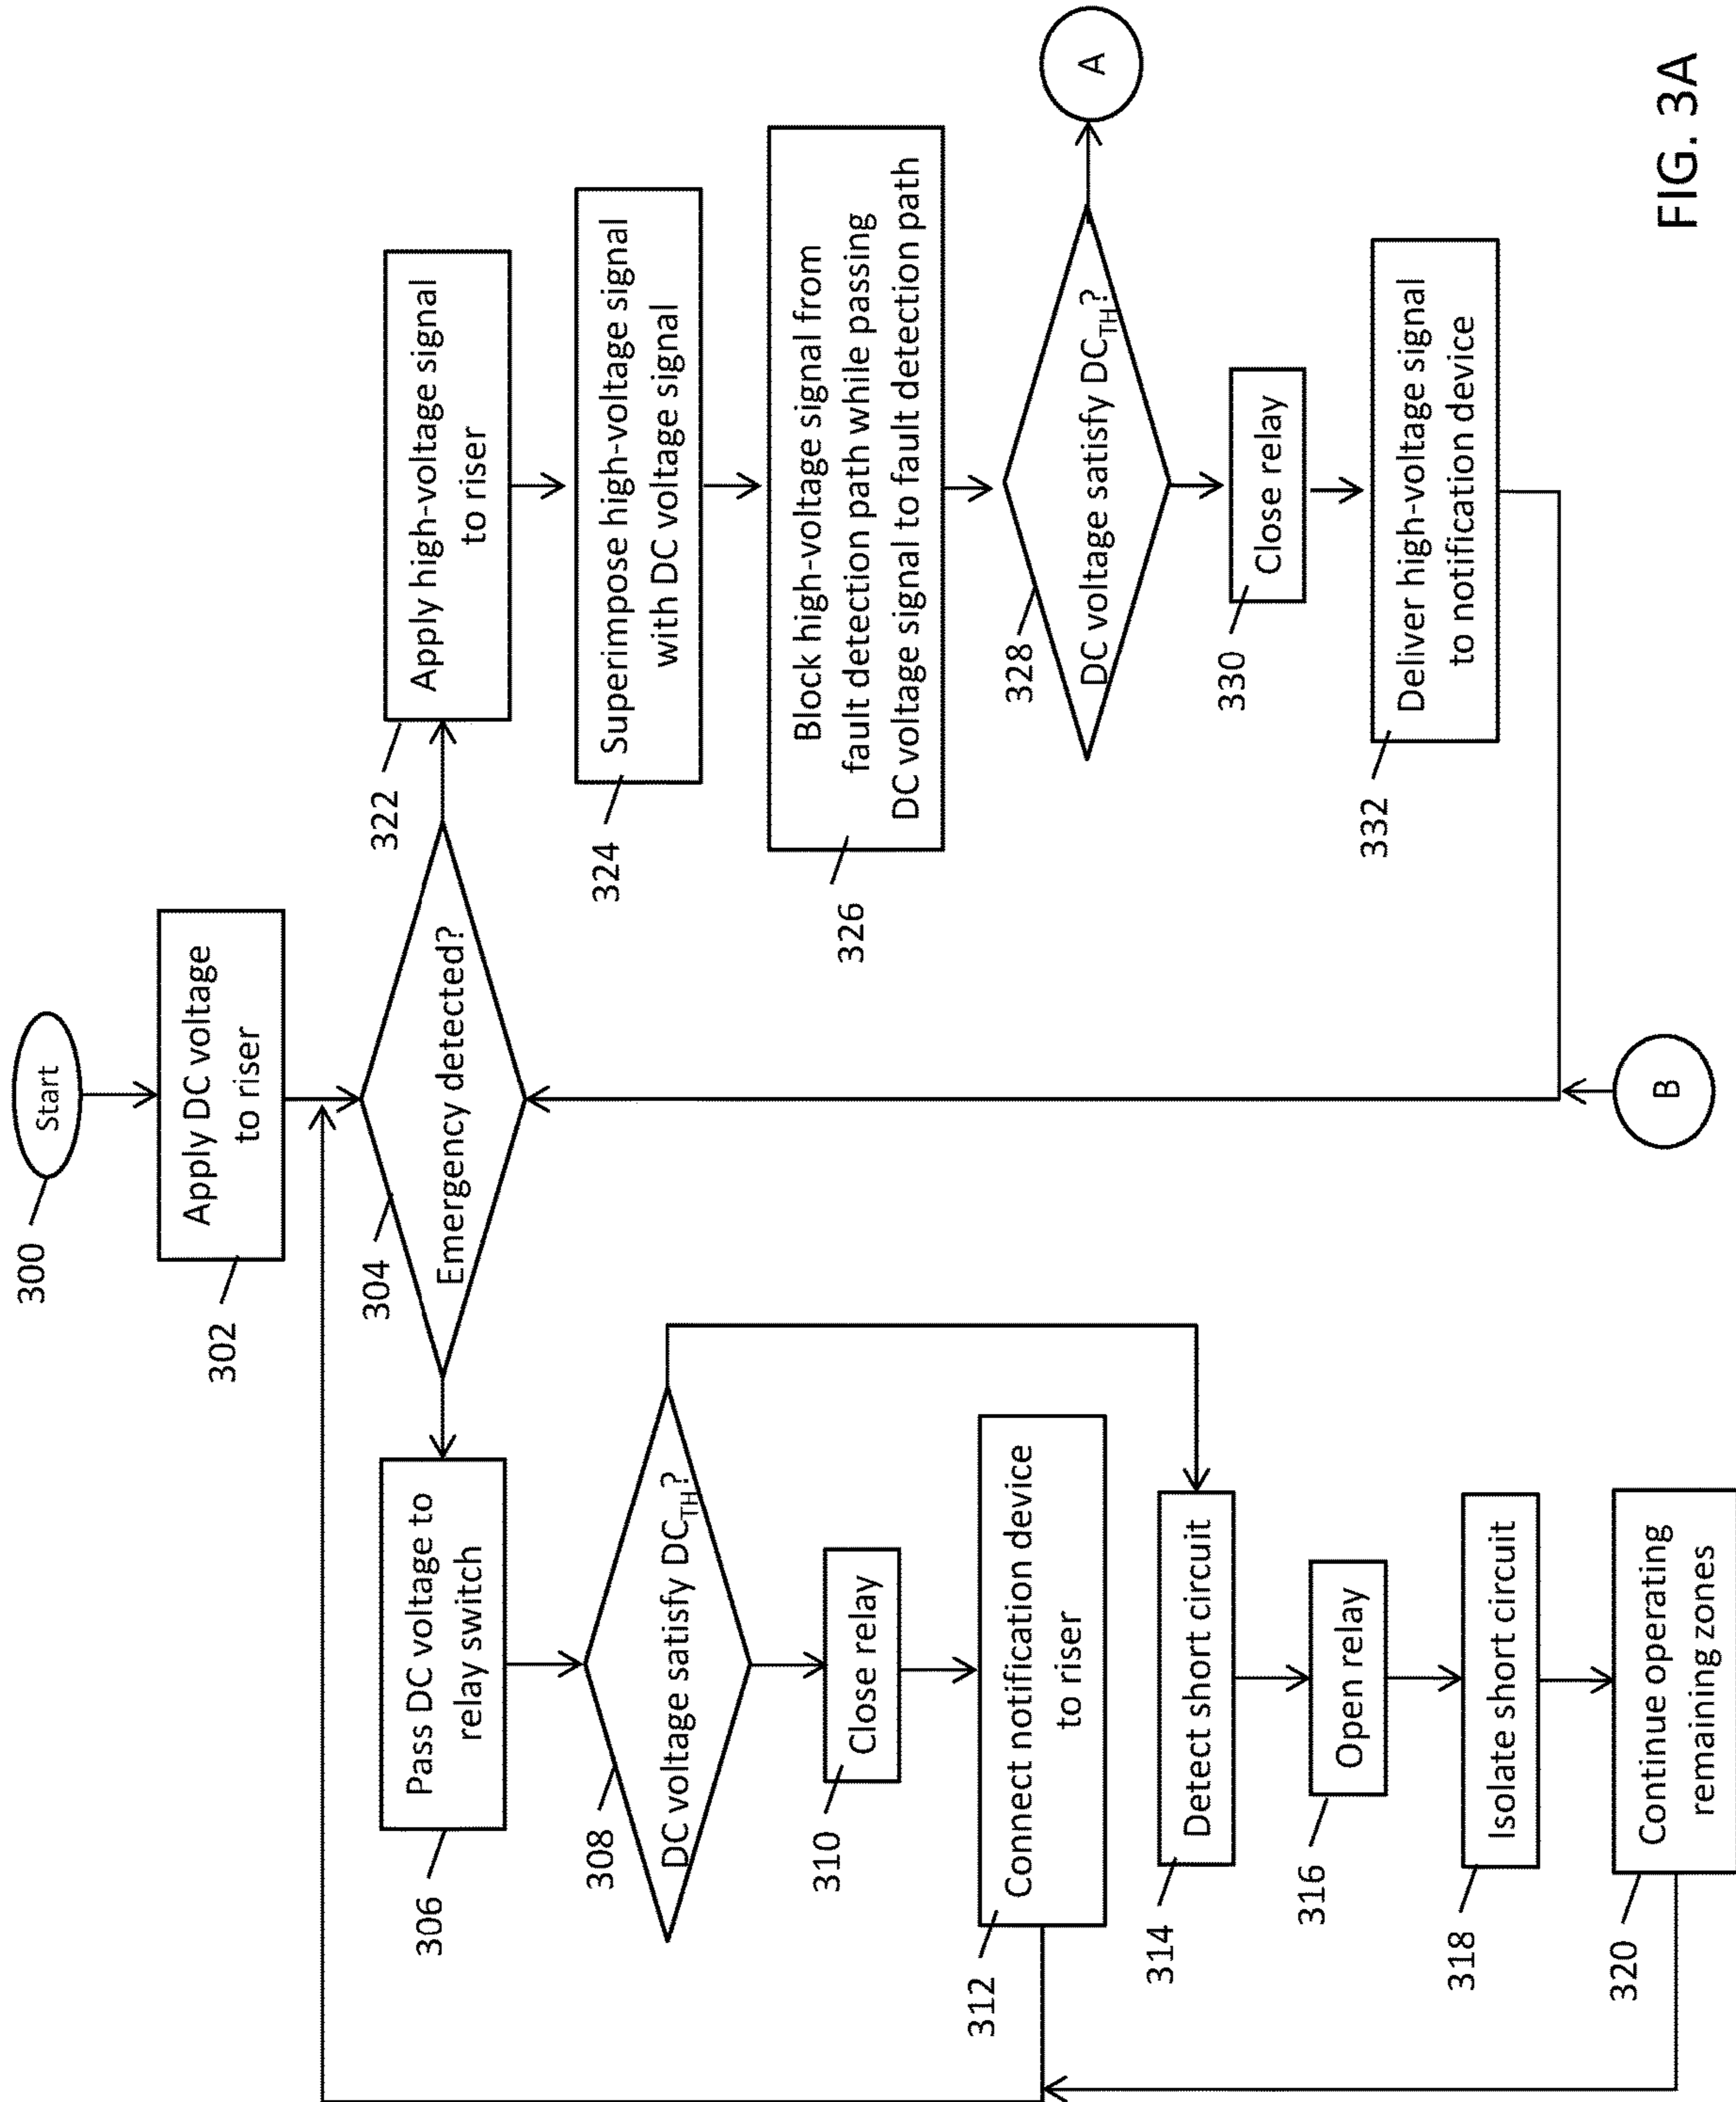 300
Start
302
Apply DC voltage
to riser
304
Emergency detected?
306
Pass DC voltage to
relay switch
308
DC voltage satisfy DCTH?
310
Close relay
312
Connect notification device
to riser
314
Detect short circuit
316
Open relay
318
Isolate short circuit
320
Continue operating
remaining zones
322
Apply high-voltage signal
to riser
324
Superimpose high-voltage signal
with DC voltage signal
326
Block high-voltage signal from
fault detection path while passing
DC voltage signal to fault detection path
328
DC voltage satisfy DCTH?
A
330
Close relay
332
Deliver high-voltage signal
to notification device
B
FIG. 3A